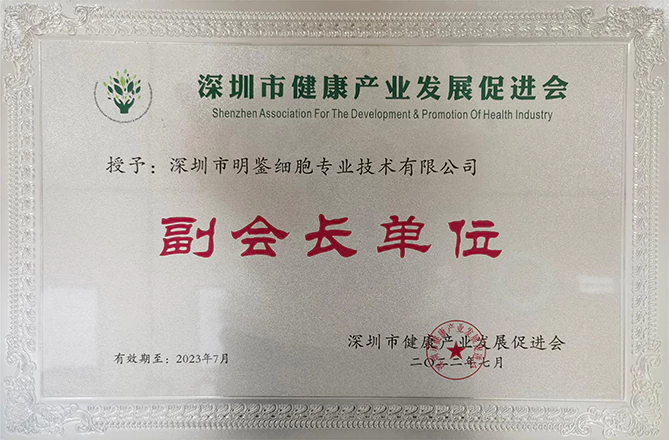 深圳市健康产业发展促进会
Shenzhen Association For The Development & Promotion Of Health Industry
授予：深圳市明鉴细胞专业技术有限公司
副会长单位
深圳市健康产业发展促进会
有效期至：2023年7月
二〇二二年七月